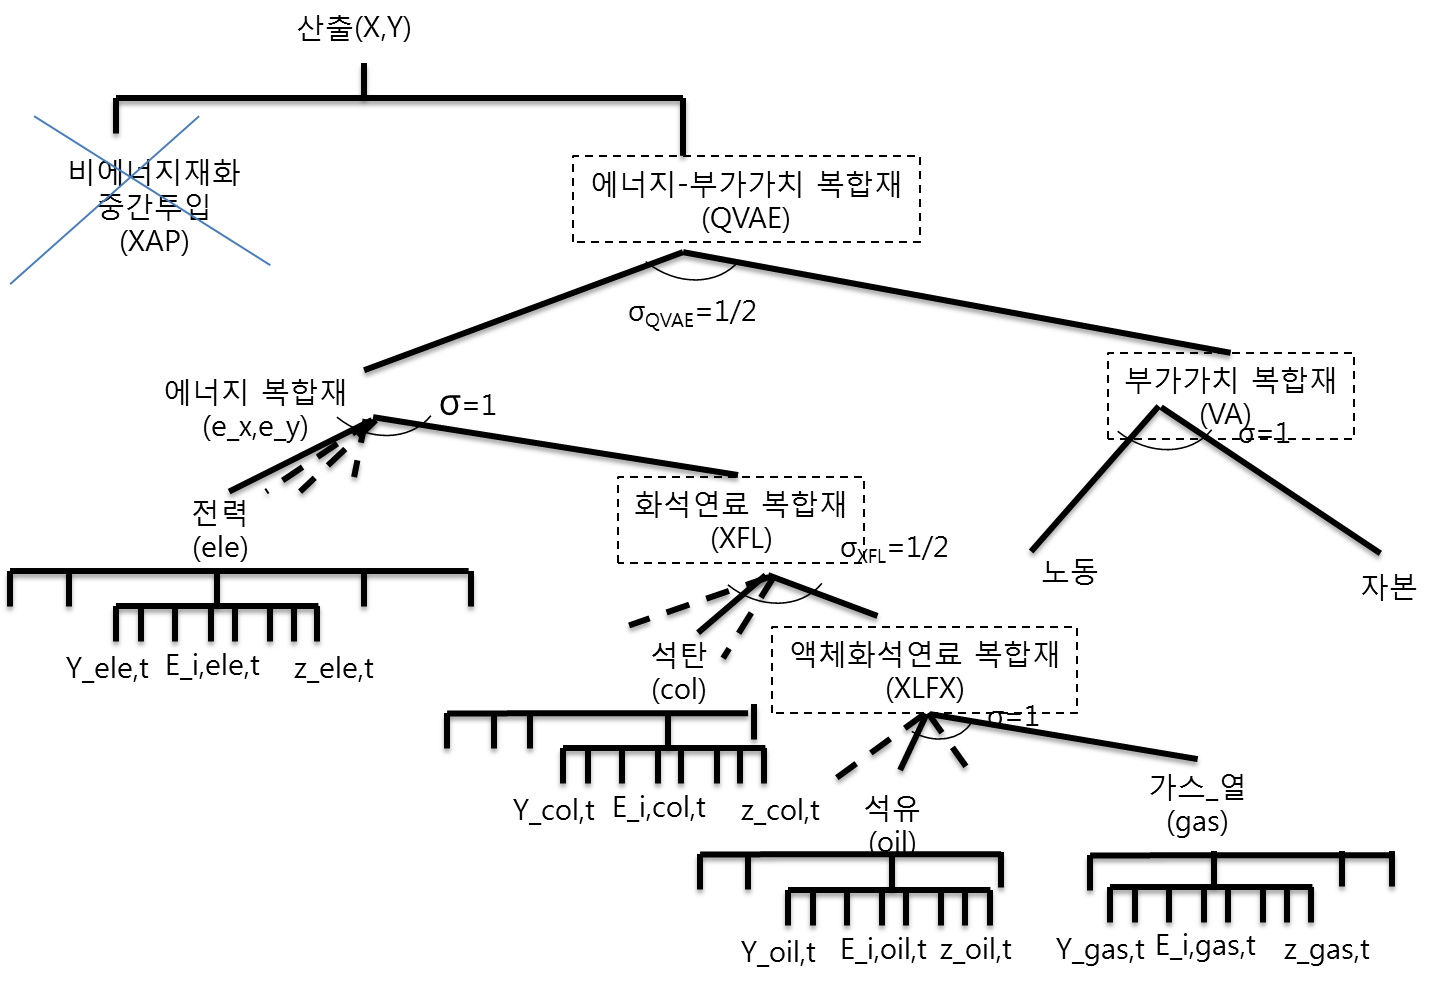 산출(X,Y)
비에너지재화
중간투입
(XAP)
에너지-부가가치 복합재
(QVAE)
σQVAE=1/2
에너지 복합재
(e_x,e_y)
σ=1
부가가치 복합재
(VA)
σ=1
전력
(ele)
화석연료 복합재
(XFL)
σXFL=1/2
노동
자본
Y_ele,t
E_i,ele,t
z_ele,t
석탄
(col)
액체화석연료 복합재
(XLFX)
σ=1
Y_col,t
E_i,col,t
z_col,t
석유
(oil)
가스_열
(gas)
Y_oil,t
E_i,oil,t
z_oil,t
Y_gas,t
E_i,gas,t
z_gas,t